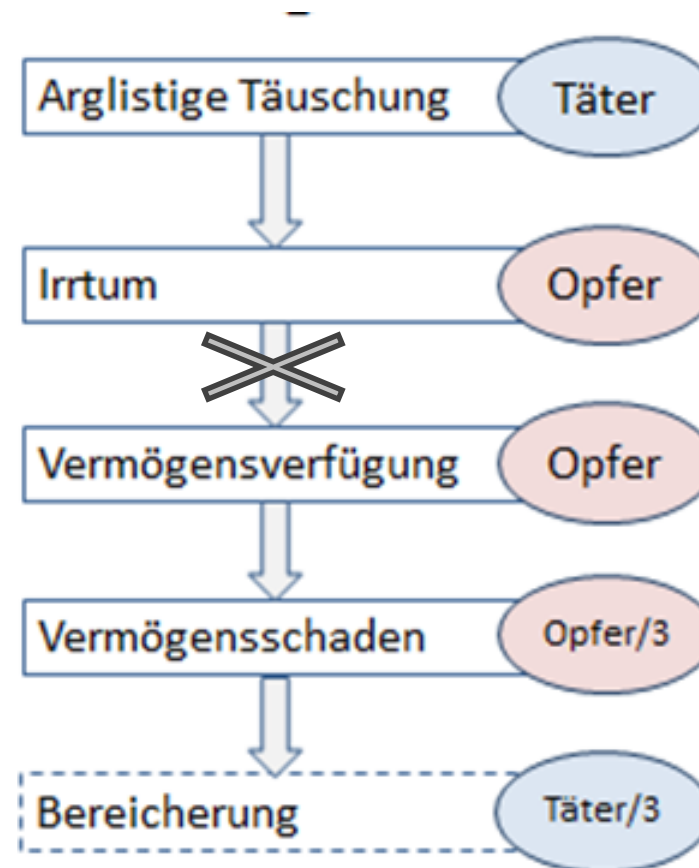 Arglistige Täuschung Täter
Irrtum Opfer
Vermögensverfügung Opfer
Vermögensschaden Opfer/3
Bereicherung Täter/3